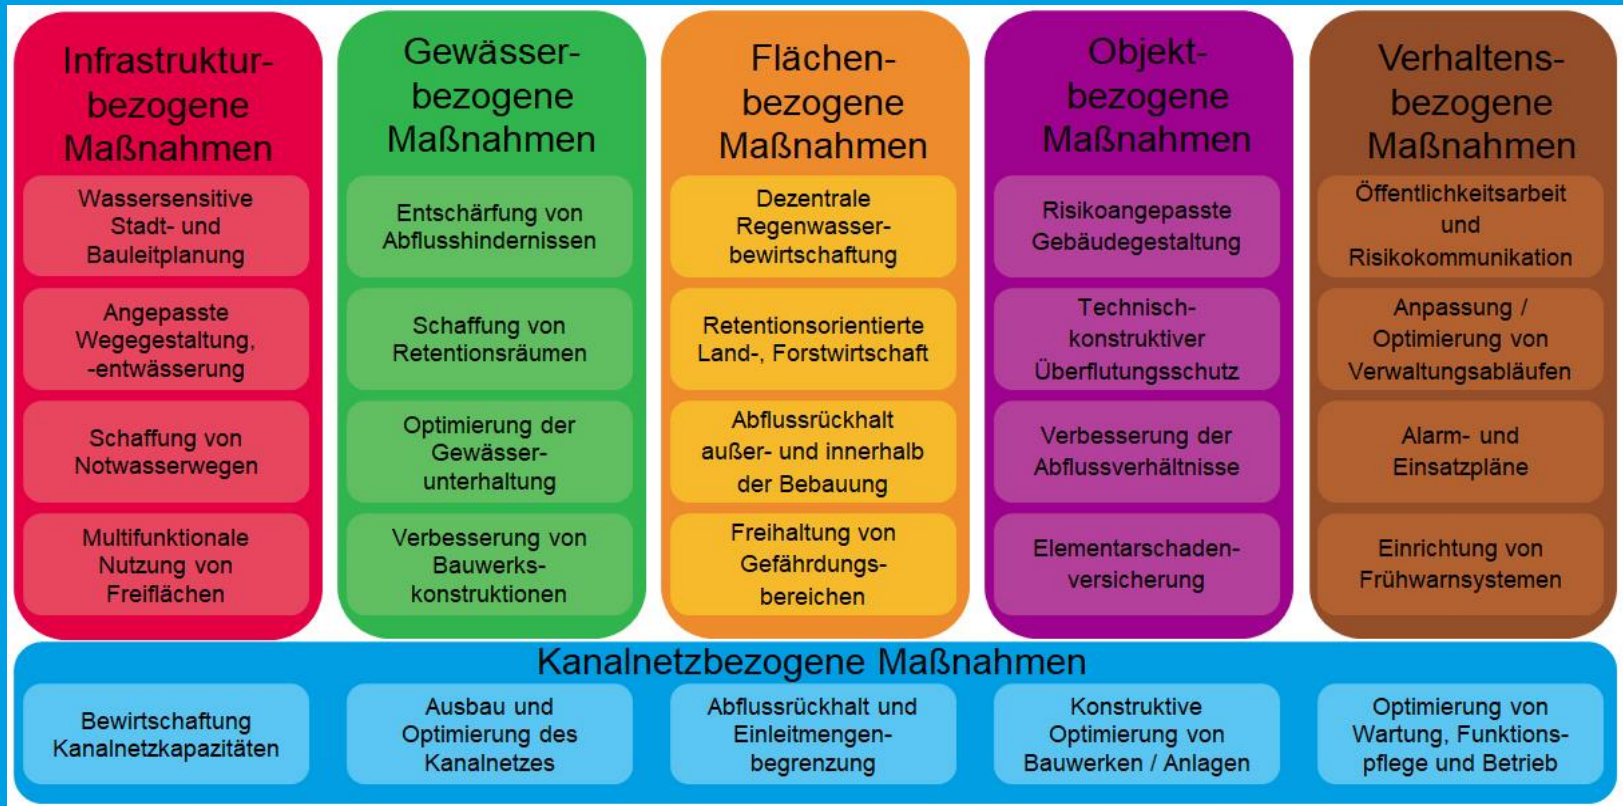 Infrastruktur-
bezogene
Maßnahmen
Wassersensitive
Stadt- und
Bauleitplanung
Angepasste
Wegegestaltung,
-entwässerung
Schaffung von
Notwasserwegen
Multifunktionale
Nutzung von
Freiflächen
Gewässer-
bezogene
Maßnahmen
Entschärfung von
Abflusshindernissen
Schaffung von
Retentionsräumen
Optimierung der
Gewässer-
unterhaltung
Verbesserung von
Bauwerks-
konstruktionen
Flächen-
bezogene
Maßnahmen
Dezentrale
Regenwasser-
bewirtschaftung
Retentionsorientierte
Land-, Forstwirtschaft
Abflussrückhalt
außer- und innerhalb
der Bebauung
Freihaltung von
Gefährdungs-
bereichen
Objekt-
bezogene
Maßnahmen
Risikoangepasste
Gebäudegestaltung
Technisch-
konstruktiver
Überflutungsschutz
Verbesserung der
Abflussverhältnisse
Elementarschaden-
versicherung
Verhaltens-
bezogene
Maßnahmen
Öffentlichkeitsarbeit
und
Risikokommunikation
Anpassung /
Optimierung von
Verwaltungsabläufen
Alarm- und
Einsatzpläne
Einrichtung von
Frühwarnsystemen
Kanalnetzbezogene Maßnahmen
Bewirtschaftung
Kanalnetzkapazitäten
Ausbau und
Optimierung des
Kanalnetzes
Abflussrückhalt und
Einleitmengen-
begrenzung
Konstruktive
Optimierung von
Bauwerken / Anlagen
Optimierung von
Wartung, Funktions-
pflege und Betrieb